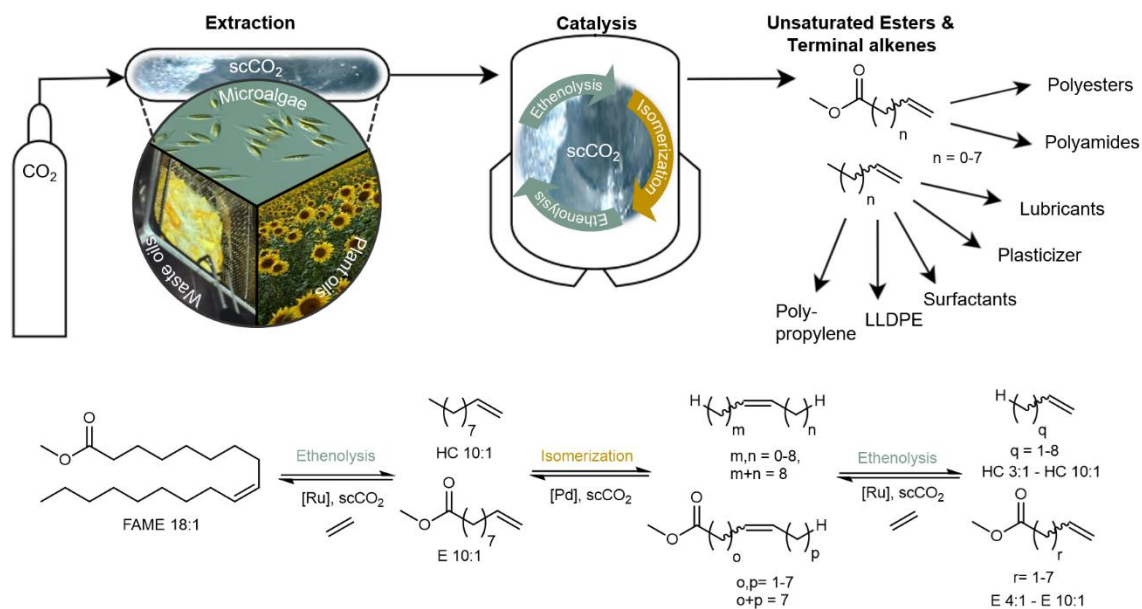 Extraction
Catalysis
Unsaturated Esters &
Terminal alkenes
CO2
scCO2
Microalgae
Waste oils
Plant oils
Ethenolysis
Isomerization
Ethenolysis
scCO2
O
O
n
n = 0-7
n
Polyesters
Polyamides
Lubricants
Plasticizer
Surfactants
LLDPE
Poly-
propylene
O
O
FAME 18:1
Ethenolysis
[Ru], scCO2
7
HC 10:1
O
O
7
E 10:1
Isomerization
[Pd], scCO2
H
H
m
n
m,n = 0-8,
m+n = 8
O
O
H
o
p
o,p= 1-7
o+p = 7
Ethenolysis
[Ru], scCO2
H
q
q = 1-8
HC 3:1 - HC 10:1
O
O
r
r= 1-7
E 4:1 - E 10:1